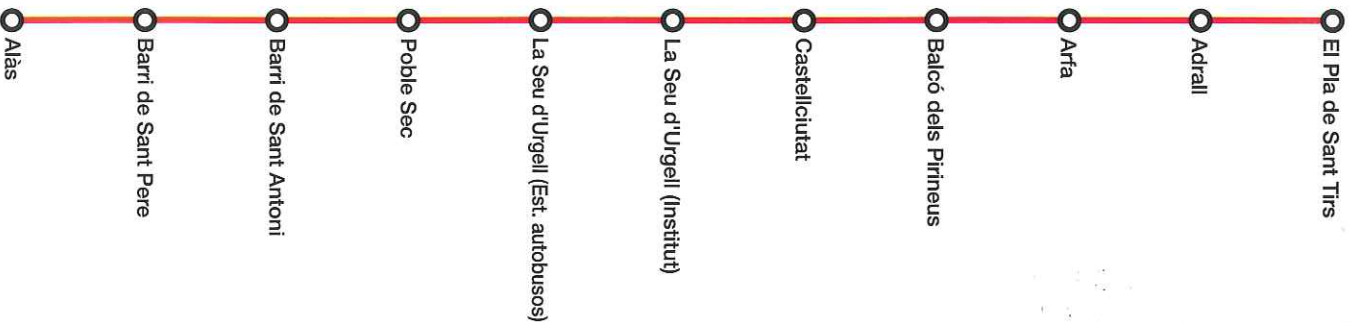 Alàs
Barri de Sant Pere
Barri de Sant Antoni
Poble Sec
La Seu d'Urgell (Est. autobusos)
La Seu d'Urgell (Institut)
Castellciutat
Balcó dels Pirineus
Arfa
Adrall
El Pla de Sant Tirs